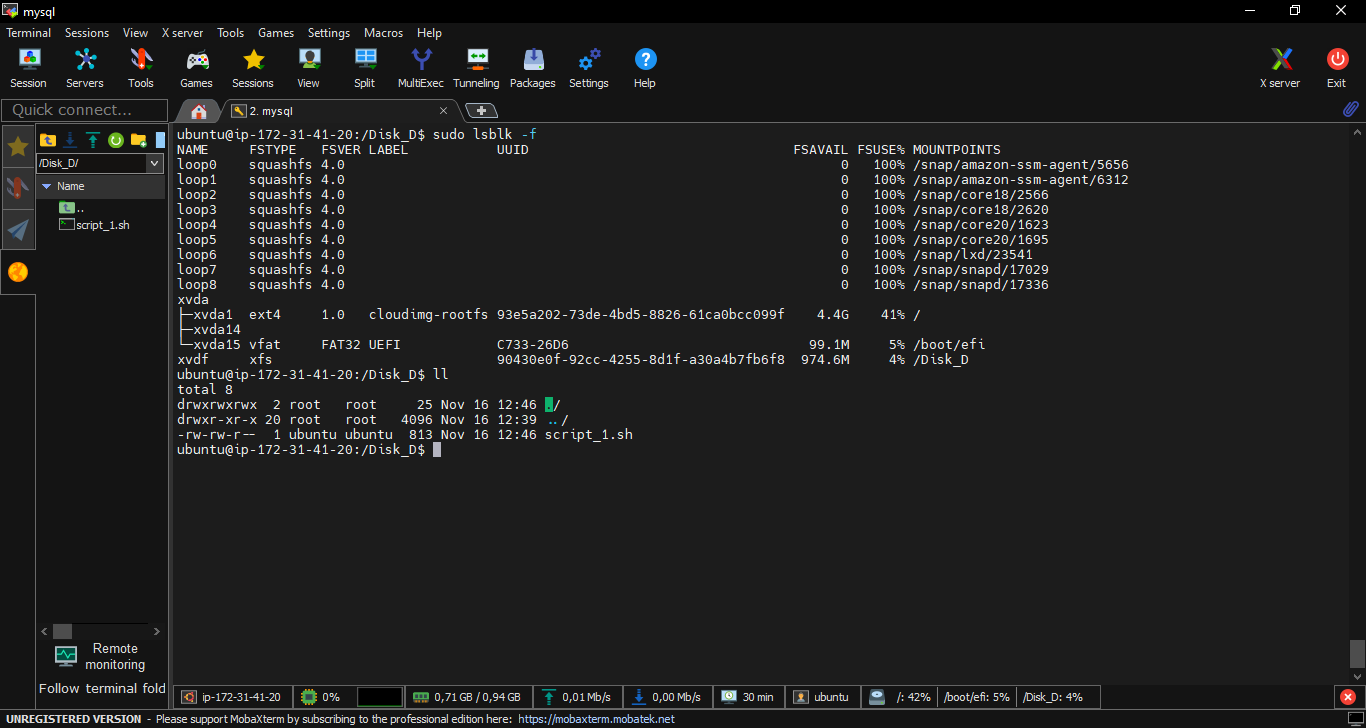 mysql
Terminal Sessions View X server Tools Games Settings Macros Help
Session Servers Tools Games Sessions View Split MultiExec Tunneling Packages Settings Help X server Exit
Quick connect...
2. mysql
/Disk_D/
Name
..
script_1.sh
ubuntu@ip-172-31-41-20:/Disk_D$ sudo lsblk -f
NAME FSTYPE FSVER LABEL UUID FSAVAIL FSUSE% MOUNTPOINTS
loop0 squashfs 4.0 0 100% /snap/amazon-ssm-agent/5656
loop1 squashfs 4.0 0 100% /snap/amazon-ssm-agent/6312
loop2 squashfs 4.0 0 100% /snap/core18/2566
loop3 squashfs 4.0 0 100% /snap/core18/2620
loop4 squashfs 4.0 0 100% /snap/core20/1623
loop5 squashfs 4.0 0 100% /snap/core20/1695
loop6 squashfs 4.0 0 100% /snap/lxd/23541
loop7 squashfs 4.0 0 100% /snap/snapd/17029
loop8 squashfs 4.0 0 100% /snap/snapd/17336
xvda
├─xvda1 ext4 1.0 cloudimg-rootfs 93e5a202-73de-4bd5-8826-61ca0bcc099f 4.4G 41% /
├─xvda14
└─xvda15 vfat FAT32 UEFI C733-26D6 99.1M 5% /boot/efi
xvdf xfs 90430e0f-92cc-4255-8d1f-a30a4b7fb6f8 974.6M 4% /Disk_D
ubuntu@ip-172-31-41-20:/Disk_D$ ll
total 8
drwxrwxrwx 2 root root 25 Nov 16 12:46 ./
drwxr-xr-x 20 root root 4096 Nov 16 12:39 ../
-rw-rw-r-- 1 ubuntu ubuntu 813 Nov 16 12:46 script_1.sh
ubuntu@ip-172-31-41-20:/Disk_D$
Remote
monitoring
Follow terminal fold
ip-172-31-41-20 0% 0,71 GB / 0,94 GB 0,01 Mb/s 0,00 Mb/s 30 min ubuntu /: 42% /boot/efi: 5% /Disk_D: 4%
UNREGISTERED VERSION - Please support MobaXterm by subscribing to the professional edition here: https://mobaxterm.mobatek.net